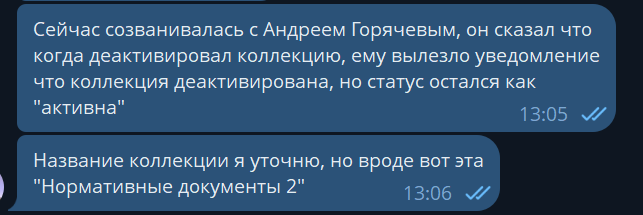 Сейчас созванивалась с Андреем Горячевым, он сказал что
когда деактивировал коллекцию, ему вылезло уведомление
что коллекция деактивирована, но статус остался как
"активна"
13:05
Название коллекции я уточню, но вроде вот эта
"Нормативные документы 2"
13:06